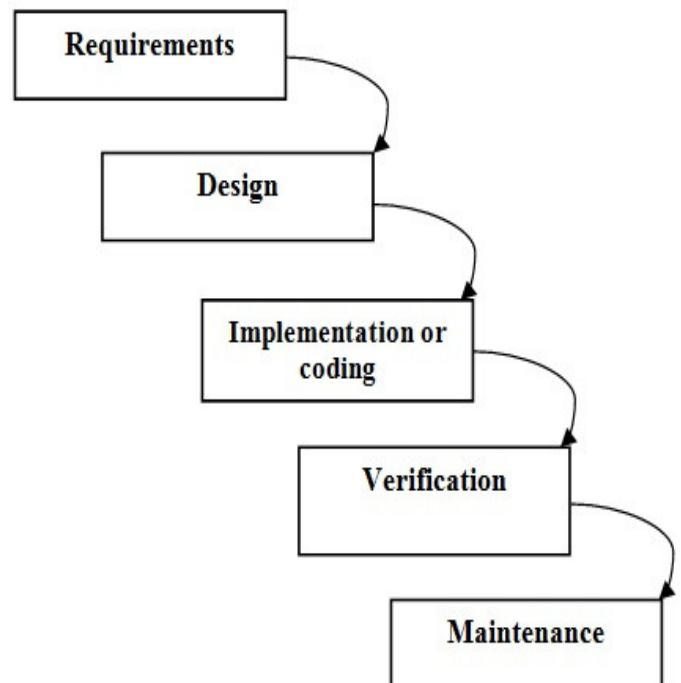 Requirements
Design
Implementation or
coding
Verification
Maintenance